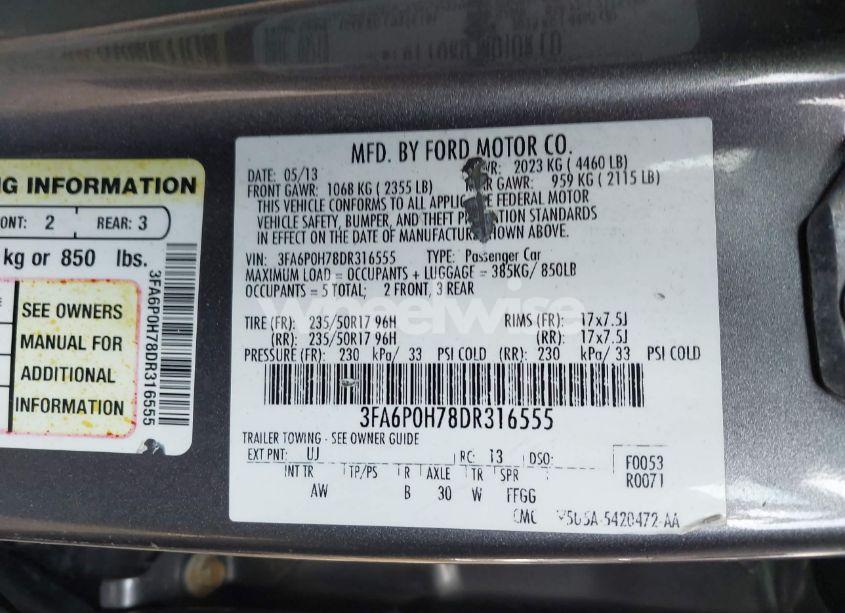 NG INFORMATION
ONT: 2 REAR: 3
kg or 850 lbs.
SEE OWNERS
MANUAL FOR
ADDITIONAL
INFORMATION
3FA6P0H78DR316555
MFD. BY FORD MOTOR CO.
DATE: 05/13 VR: 2023 KG ( 4460 LB)
FRONT GAWR: 1068 KG ( 2355 LB) GAWR: 959 KG ( 2115 LB)
THIS VEHICLE CONFORMS TO ALL FEDERAL MOTOR
VEHICLE SAFETY, BUMPER, AND THEFT STANDARDS
IN EFFECT ON THE DATE OF MANUFACTURE SHOWN ABOVE.
VIN: 3FA6P0H78DR316555 TYPE: Passenger Car
MAXIMUM LOAD = OCCUPANTS + LUGGAGE = 385KG/ 850LB
OCCUPANTS = 5 TOTAL: 2 FRONT, 3 REAR
wheelwise
TIRE (FR): 235/50R17 96H RIMS (FR): 17x7.5J
(RR): 235/50R17 96H (RR): 17x7.5J
PRESSURE (FR): 230 kPa/ 33 PSI COLD (RR): 230 kPa/ 33 PSI COLD
3FA6P0H78DR316555
TRAILER TOWING - SEE OWNER GUIDE
EXT PNT: UJ RC: 13 DSO: F0053
R0071
INT TR TP/PS R AXLE TR SPR
AW B 30 W FFGG